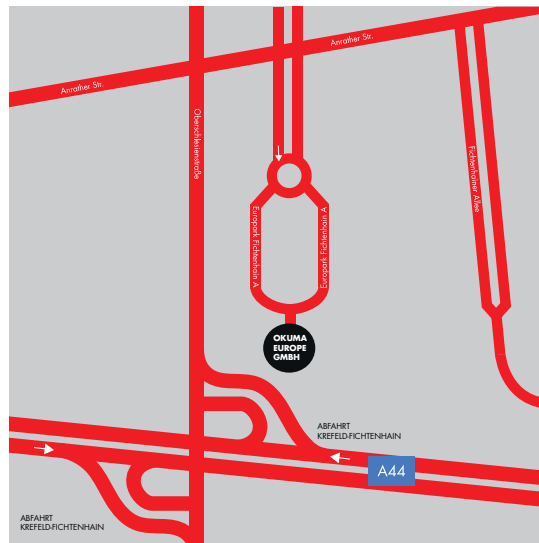 Anrather Str.
Anrather Str.
Oberschlesienstraße
Fichtenhainer Allee
Europark Fichtenhain A
Europark Fichtenhain A
OKUMA
EUROPE
GMBH
ABFAHRT
KREFELD-FICHTENHAIN
A44
ABFAHRT
KREFELD-FICHTENHAIN